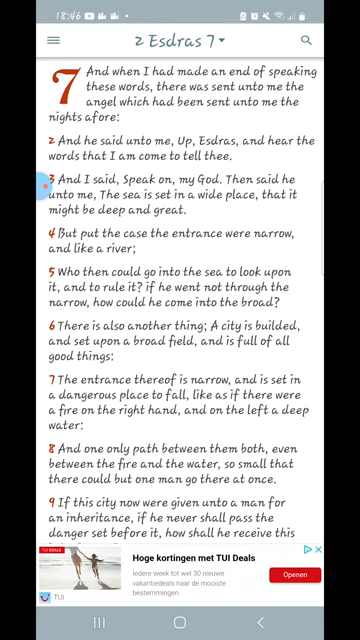 18:46
2 Esdras 7
7 And when I had made an end of speaking
these words, there was sent unto me the
angel which had been sent unto me the
nights afore:
2 And he said unto me, Up, Esdras, and hear the
words that I am come to tell thee.
3 And I said, Speak on, my God. Then said he
unto me, The sea is set in a wide place, that it
might be deep and great.
4 But put the case the entrance were narrow,
and like a river;
5 Who then could go into the sea to look upon
it, and to rule it? if he went not through the
narrow, how could he come into the broad?
6 There is also another thing; A city is builded,
and set upon a broad field, and is full of all
good things:
7 The entrance thereof is narrow, and is set in
a dangerous place to fall, like as if there were
a fire on the right hand, and on the left a deep
water:
8 And one only path between them both, even
between the fire and the water, so small that
there could but one man go there at once.
9 If this city now were given unto a man for
an inheritance, if he never shall pass the
danger set before it, how shall he receive this
TUI DEALS
Hoge kortingen met TUI Deals
Iedere week tot wel 30 nieuwe
vakantiedeals naar de mooiste
bestemmingen.
Openen
TUI